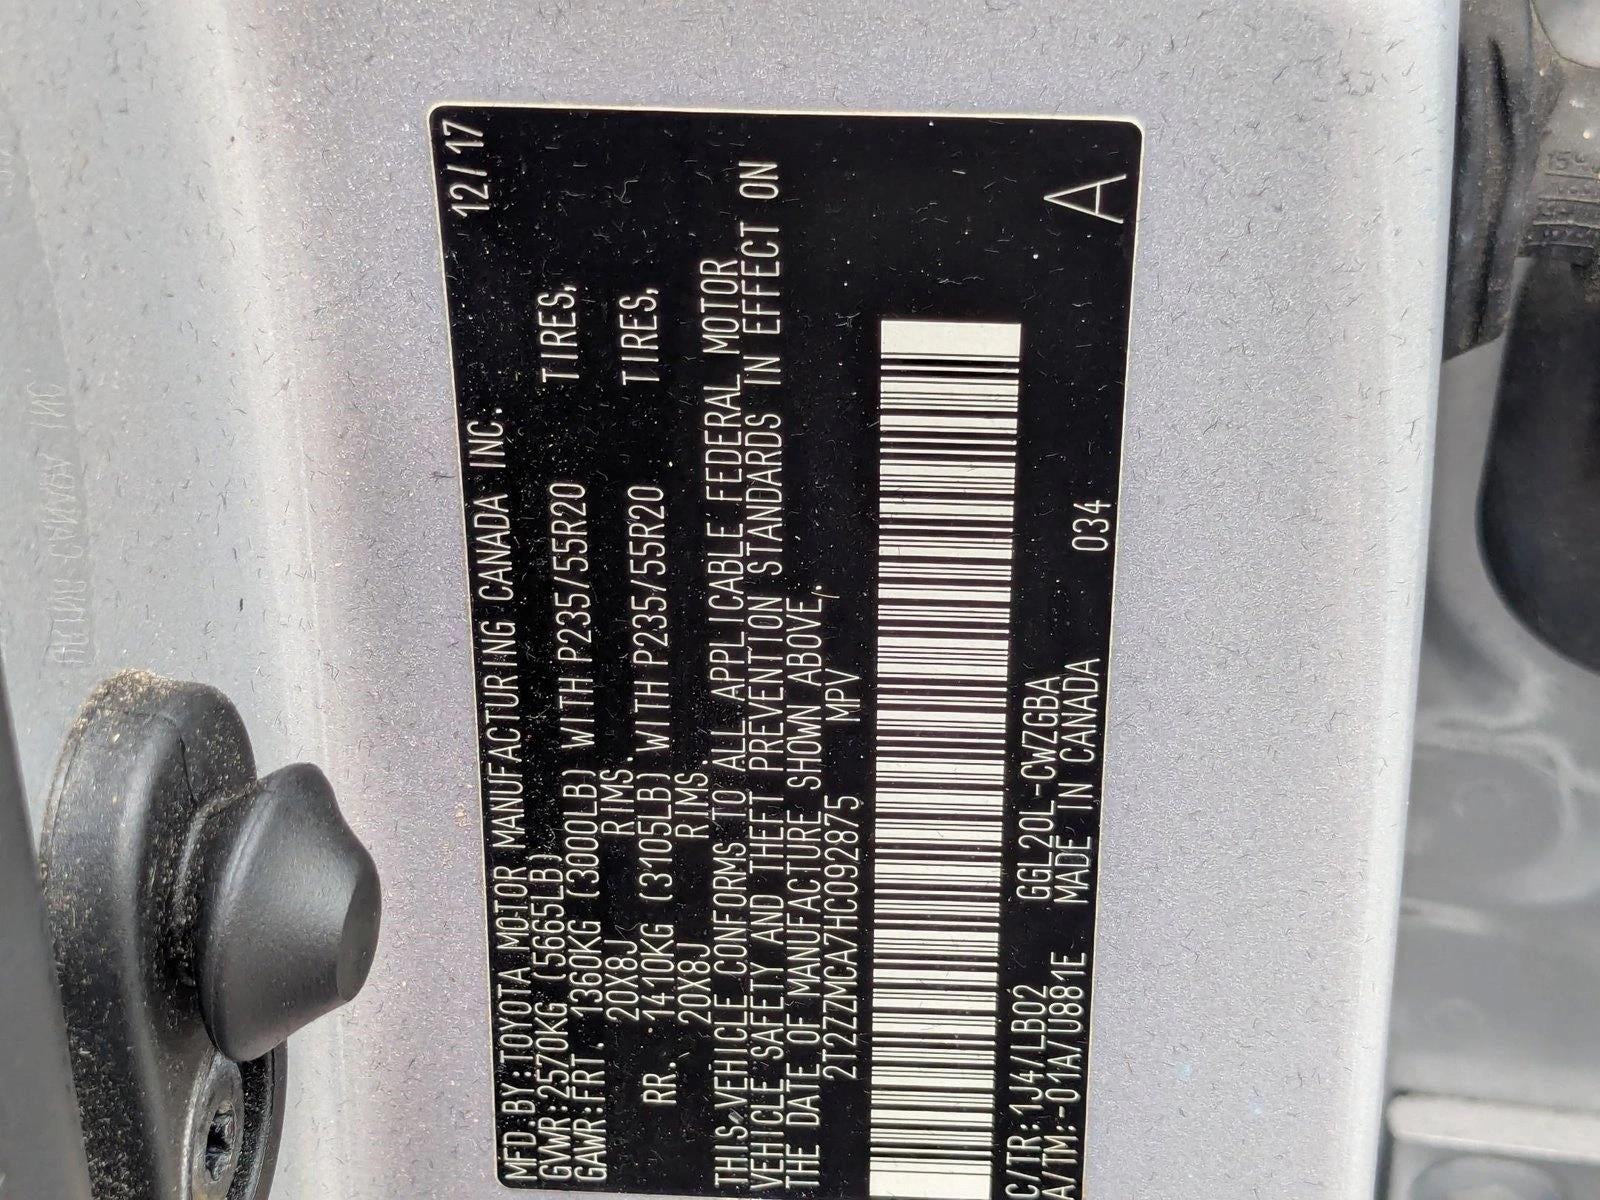 MFD.BY:TOYOTA MOTOR MANUFACTURING CANADA INC. 12/17
GVWR:2570KG (5665LB)
GAWR:FRT. 1360KG (3000LB) WITH P235/55R20 TIRES,
20X8J RIMS.
RR. 1410KG (3105LB) WITH P235/55R20 TIRES,
20X8J RIMS.
THIS VEHICLE CONFORMS TO ALL APPLICABLE FEDERAL MOTOR
VEHICLE SAFETY AND THEFT PREVENTION STANDARDS IN EFFECT ON
THE DATE OF MANUFACTURE SHOWN ABOVE.
2T2ZZMCA7HC092875 MPV
C/TR:1J4/LB02 GGL20L-CWZGBA A
A/TM:-01A/U881E MADE IN CANADA 034